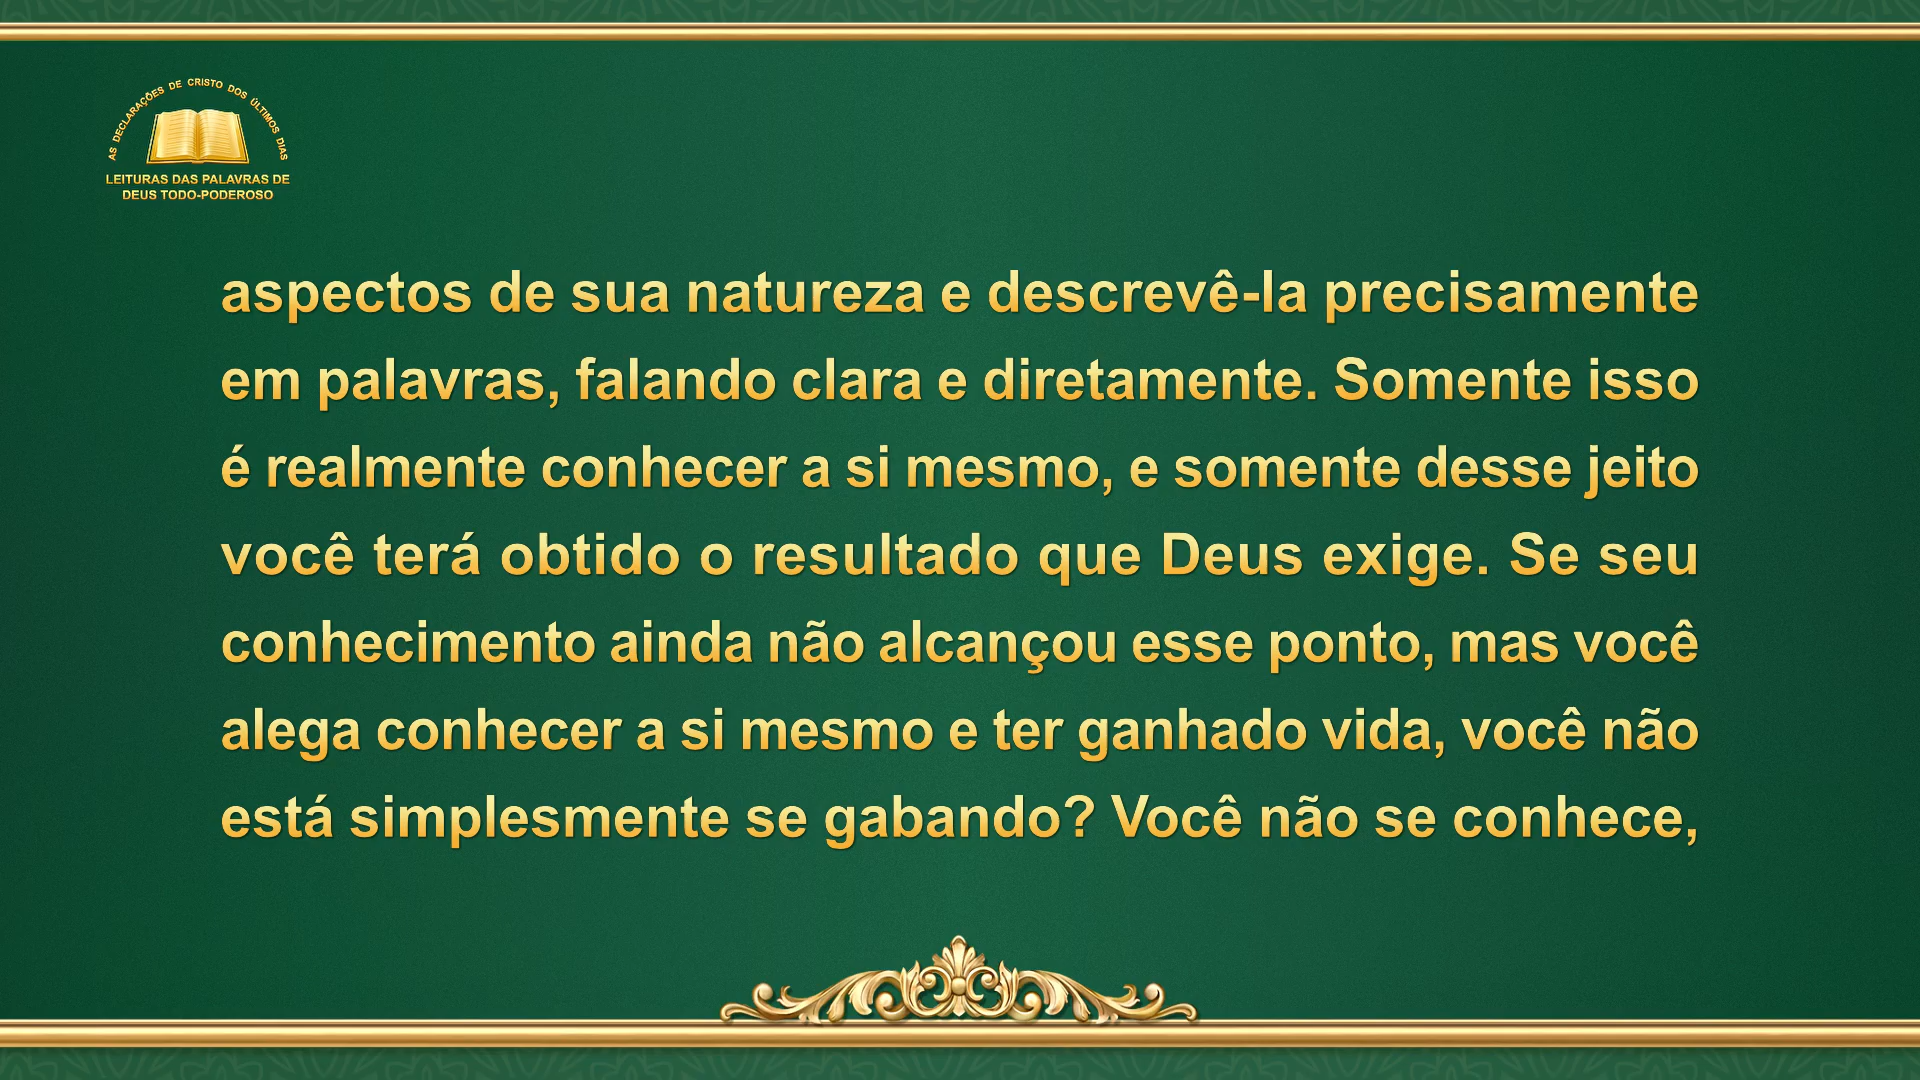 AS DECLARAÇÕES DE CRISTO DOS ÚLTIMOS DIAS
LEITURAS DAS PALAVRAS DE
DEUS TODO-PODEROSO
aspectos de sua natureza e descrevê-la precisamente
em palavras, falando clara e diretamente. Somente isso
é realmente conhecer a si mesmo, e somente desse jeito
você terá obtido o resultado que Deus exige. Se seu
conhecimento ainda não alcançou esse ponto, mas você
alega conhecer a si mesmo e ter ganhado vida, você não
está simplesmente se gabando? Você não se conhece,